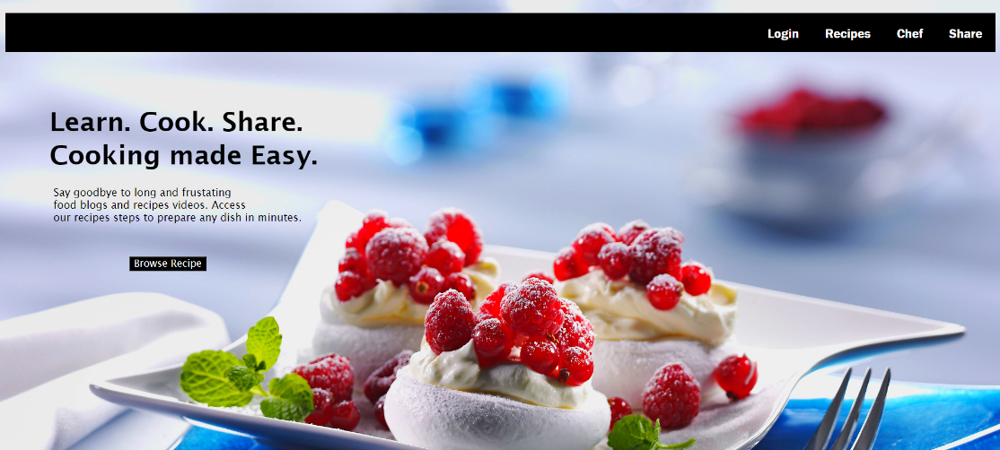 Login Recipes Chef Share
Learn. Cook. Share.
Cooking made Easy.
Say goodbye to long and frustating
food blogs and recipes videos. Access
our recipes steps to prepare any dish in minutes.
Browse Recipe